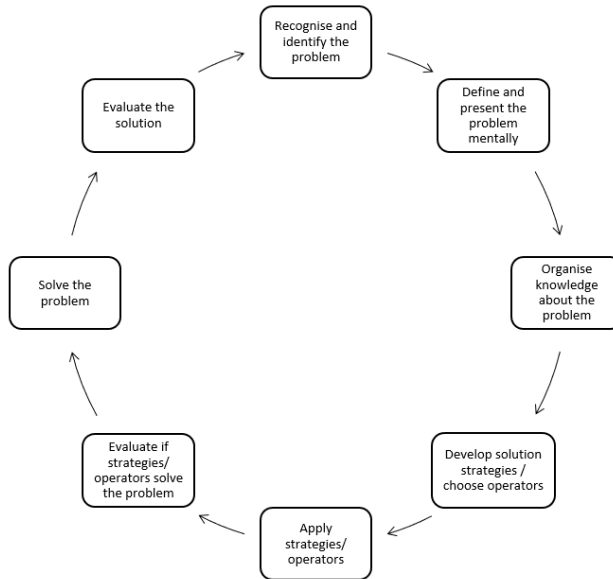 Recognise and
identify the
problem
Define and
present the
problem
mentally
Organise
knowledge
about the
problem
Develop solution
strategies /
choose operators
Apply
strategies/
operators
Evaluate if
strategies/
operators solve
the problem
Solve the
problem
Evaluate the
solution